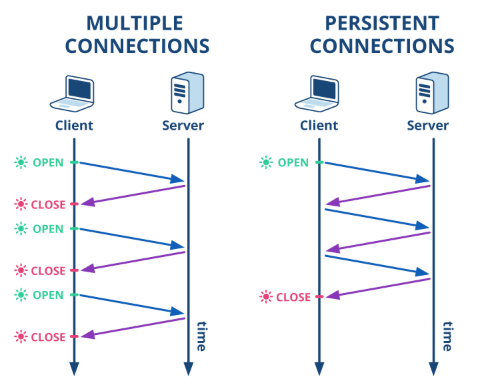 MULTIPLE
CONNECTIONS
Client
Server
OPEN
CLOSE
OPEN
CLOSE
OPEN
CLOSE
time
PERSISTENT
CONNECTIONS
Client
Server
OPEN
CLOSE
time